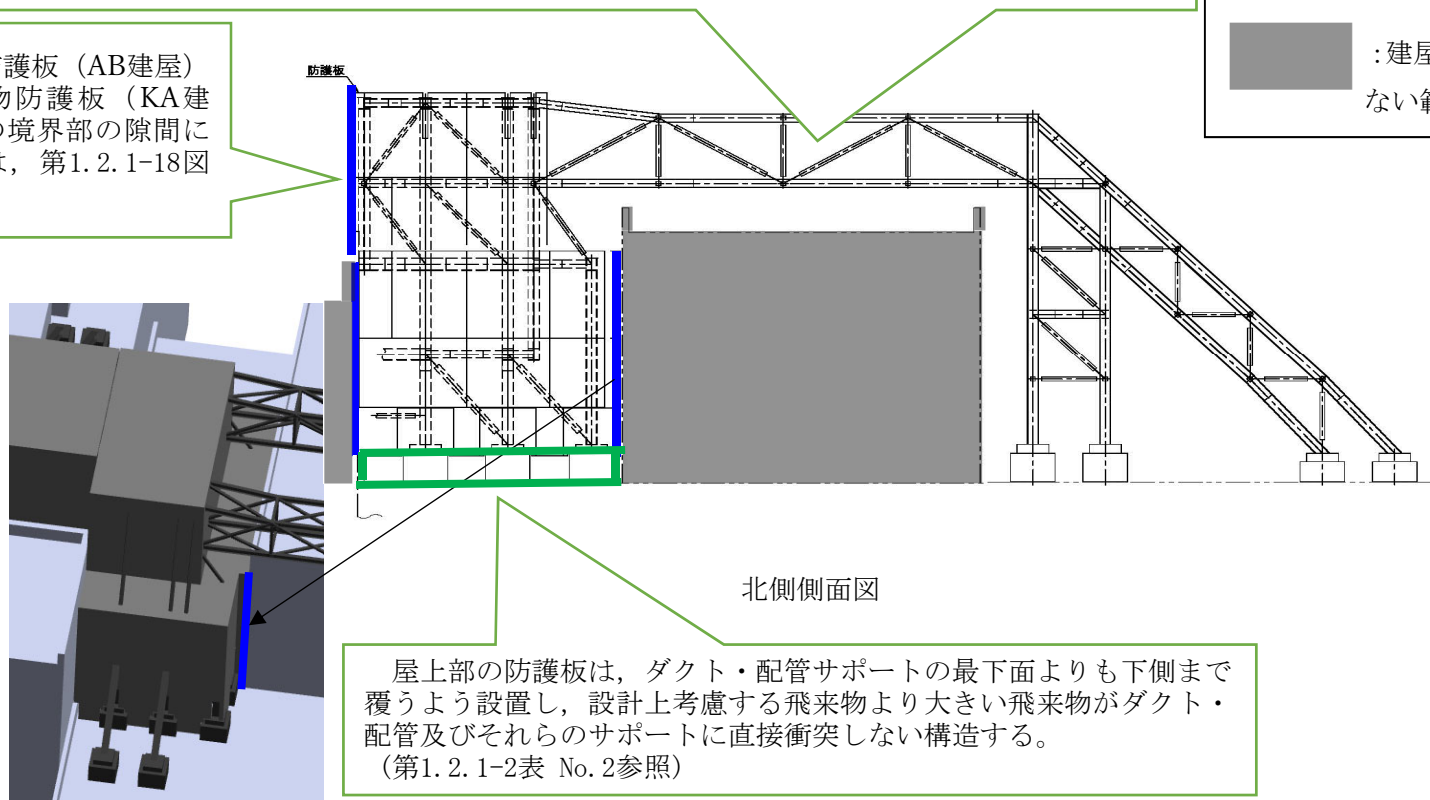 :建屋
ない範
護板（AB建屋）
物防護板（KA建
の境界部の隙間に
は，第1.2.1-18図
防護板
北側側面図
屋上部の防護板は，ダクト・配管サポートの最下面よりも下側まで
覆うよう設置し，設計上考慮する飛来物より大きい飛来物がダクト・
配管及びそれらのサポートに直接衝突しない構造する。
（第1.2.1-2表 No.2参照）